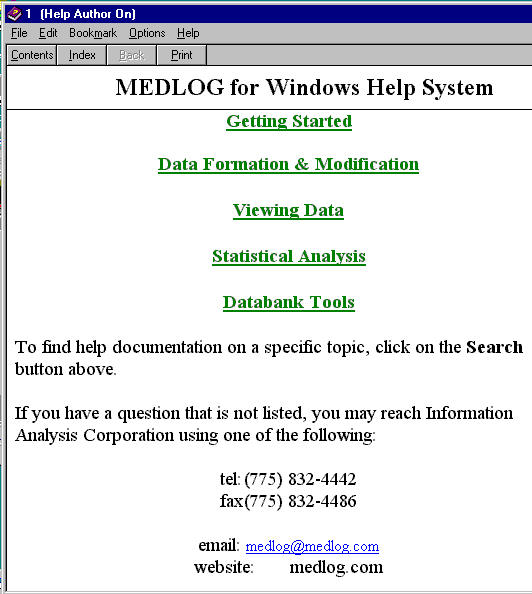 1 (Help Author On)
File Edit Bookmark Options Help
Contents Index Back Print
MEDLOG for Windows Help System
Getting Started
Data Formation & Modification
Viewing Data
Statistical Analysis
Databank Tools
To find help documentation on a specific topic, click on the Search
button above.
If you have a question that is not listed, you may reach Information
Analysis Corporation using one of the following:
tel: (775) 832-4442
fax(775) 832-4486
email: medlog@medlog.com
website: medlog.com